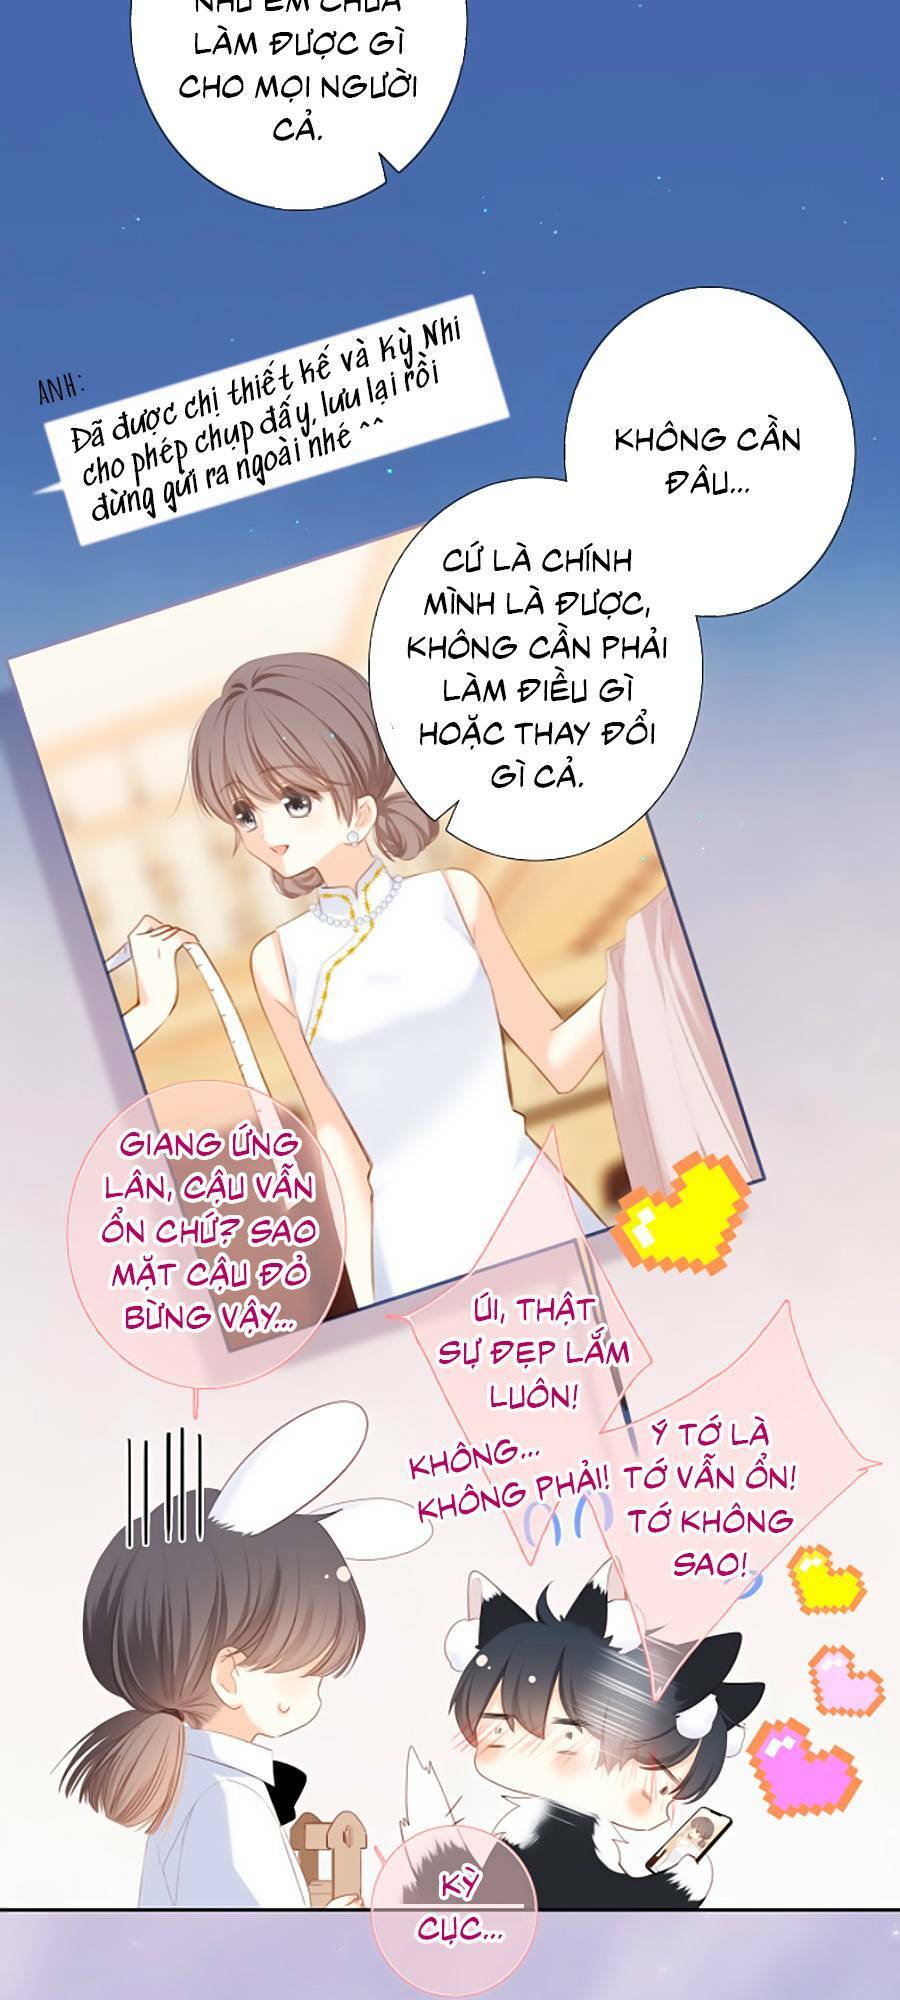 NHƯ EM CHƯA
LÀM ĐƯỢC GÌ
CHO MỌI NGƯỜI
CẢ.
ANH:
Đã được chị thiết kế và Kỳ Nhi
cho phép chụp đấy, lưu lại rồi
đừng gửi ra ngoài nhé ^^
KHÔNG CẦN
ĐÂU...
CỨ LÀ CHÍNH
MÌNH LÀ ĐƯỢC,
KHÔNG CẦN PHẢI
LÀM ĐIỀU GÌ
HOẶC THAY ĐỔI
GÌ CẢ.
GIANG ỨNG
LÂN, CẬU VẪN
ỔN CHỨ? SAO
MẶT CẬU ĐỎ
BỪNG VẬY...
ÚI, THẬT
SỰ ĐẸP LẮM
LUÔN!
KHÔNG...
KHÔNG PHẢI!
Ý TỚ LÀ
TỚ VẪN ỔN!
TỚ KHÔNG
SAO!
KỲ
CỤC...